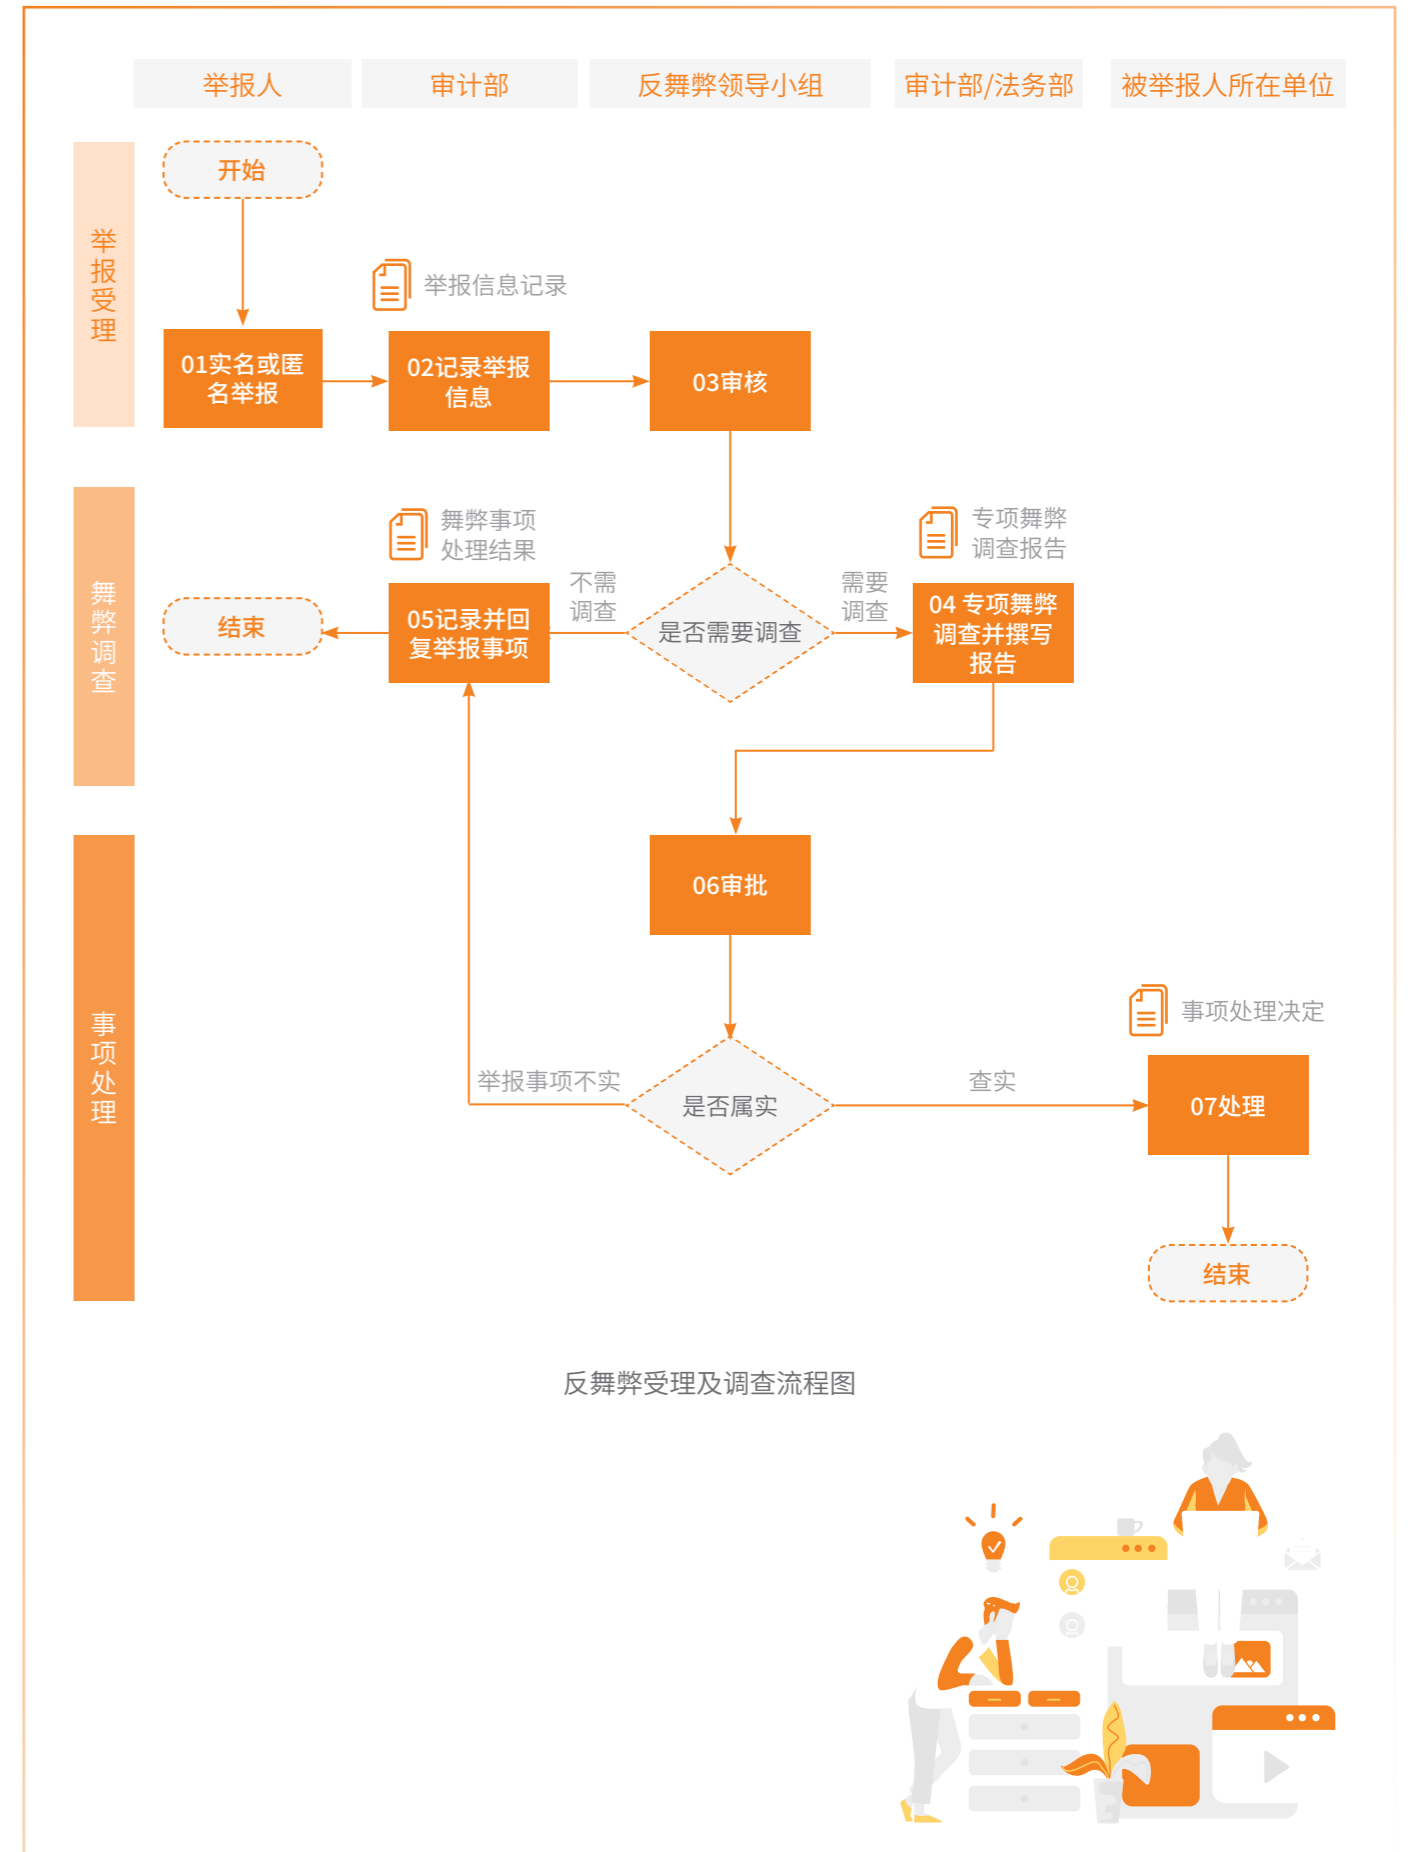 举报人
审计部
反舞弊领导小组
审计部/法务部
被举报人所在单位
举报受理
开始
举报信息记录
01实名或匿
名举报
02记录举报
信息
03审核
舞弊调查
舞弊事项
处理结果
专项舞弊
调查报告
结束
05记录并回
复举报事项
不需
调查
是否需要调查
需要
调查
04 专项舞弊
调查并撰写
报告
事项处理
06审批
事项处理决定
举报事项不实
是否属实
查实
07处理
结束
反舞弊受理及调查流程图